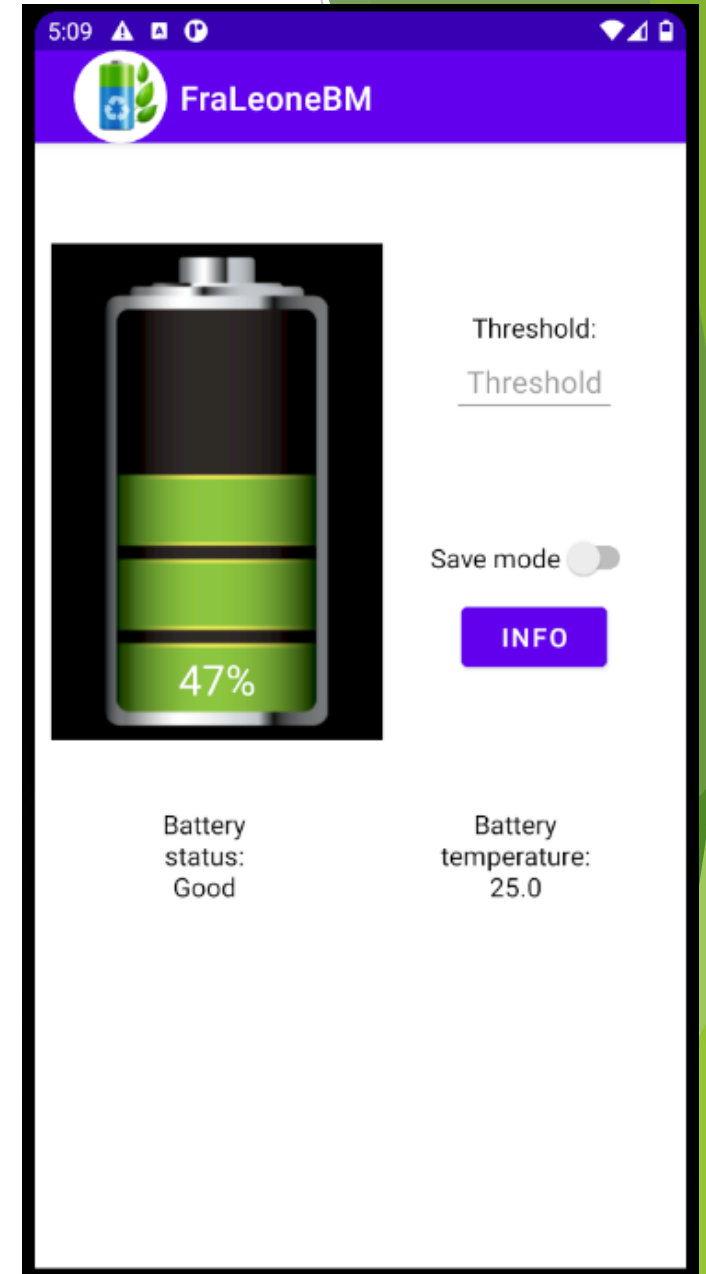 5:09
FraLeoneBM
Threshold:
Threshold
Save mode
INFO
47%
Battery
status:
Good
Battery
temperature:
25.0